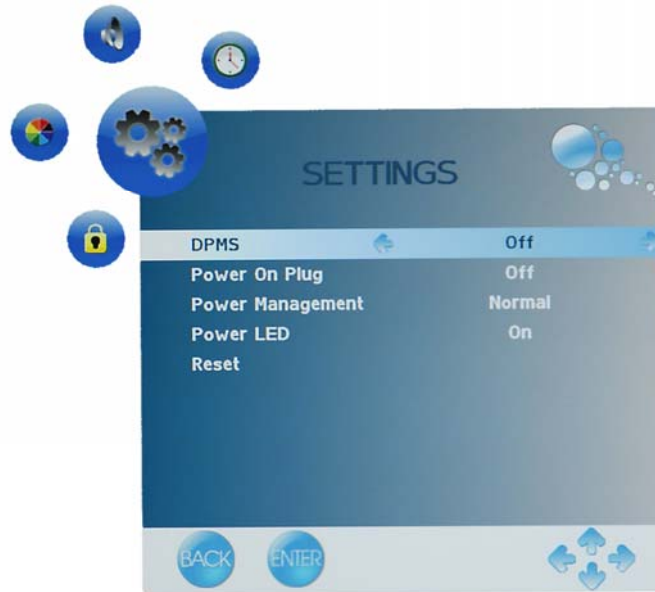 SETTINGS
DPMS Off
Power On Plug Off
Power Management Normal
Power LED On
Reset
BACK ENTER